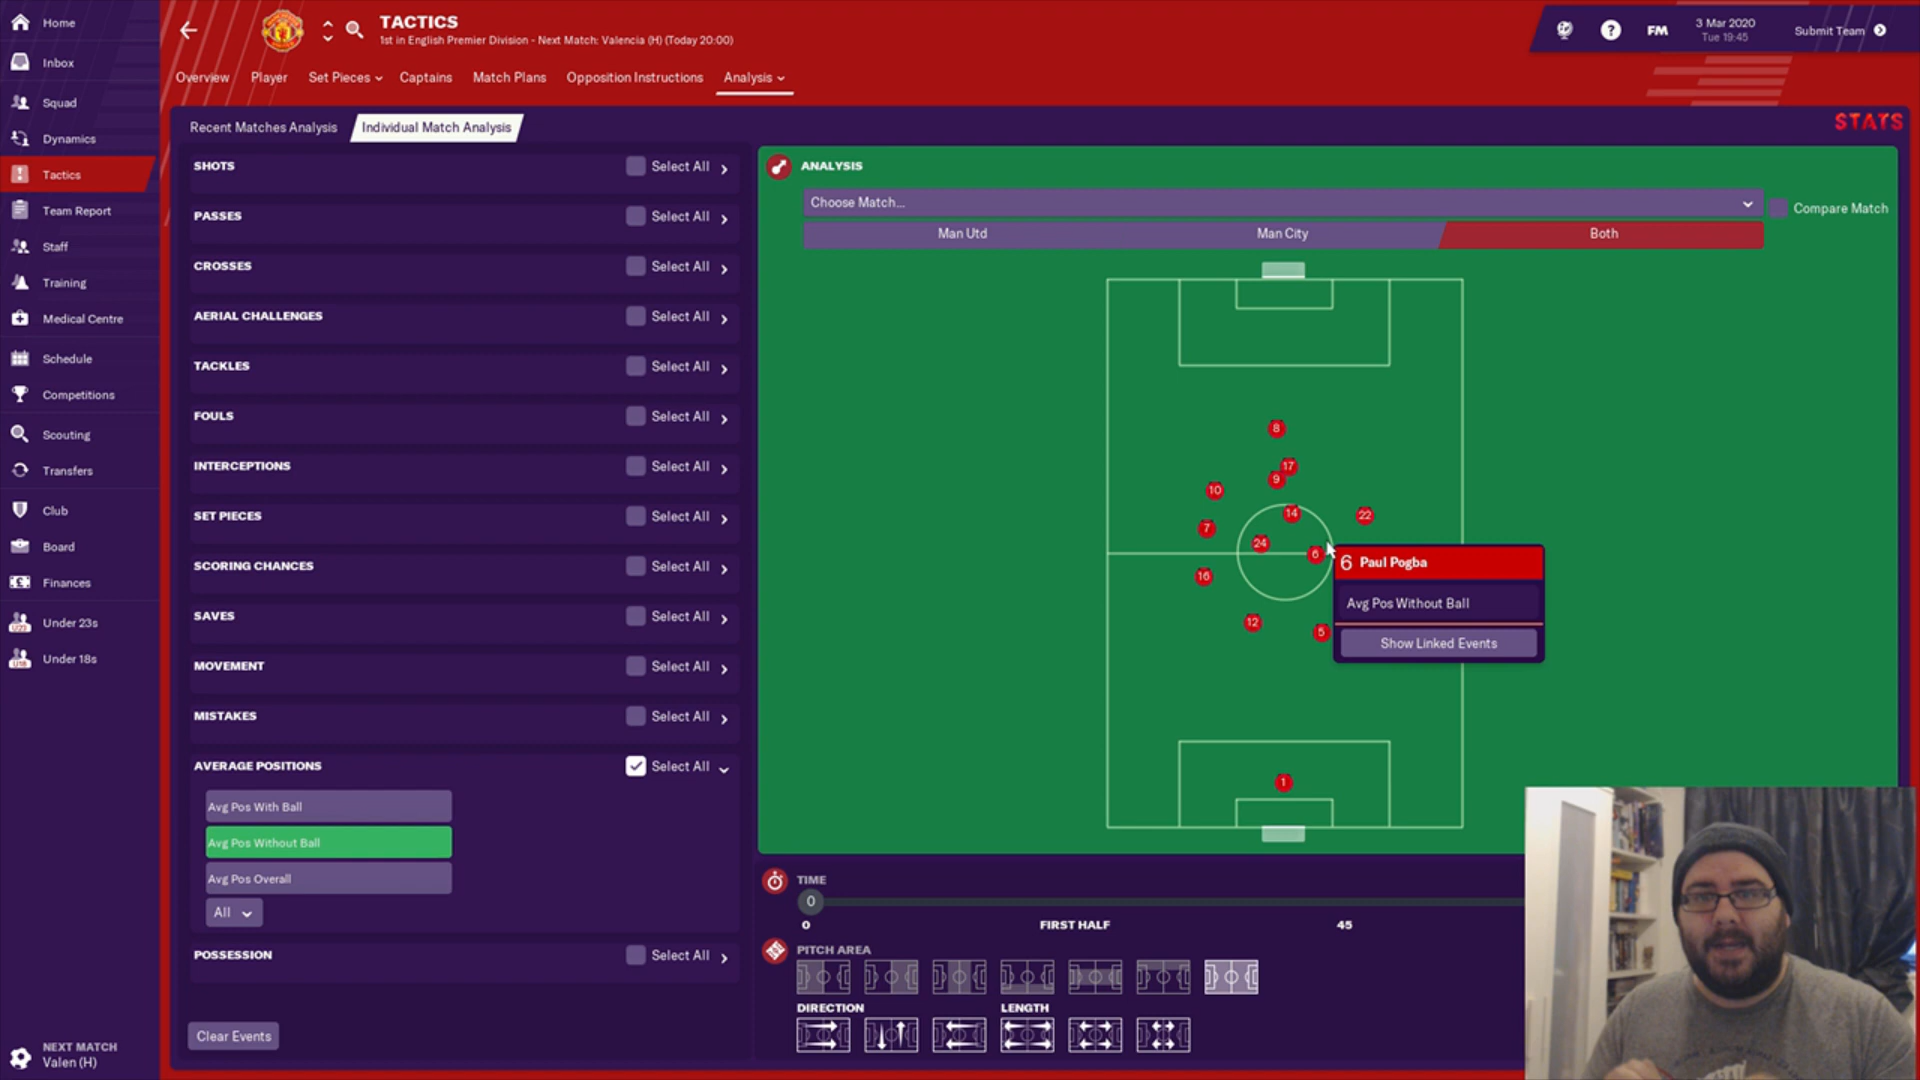 Home
Inbox
Squad
Dynamics
Tactics
Team Report
Staff
Training
Medical Centre
Schedule
Competitions
Scouting
Transfers
Club
Board
Finances
Under 23s
Under 18s
NEXT MATCH
Valen (H)
TACTICS
1st in English Premier Division - Next Match: Valencia (H) (Today 20:00)
FM
3 Mar 2020
Tue 19:45
Submit Team
Overview
Player
Set Pieces
Captains
Match Plans
Opposition Instructions
Analysis
Recent Matches Analysis
Individual Match Analysis
STATS
SHOTS Select All
PASSES Select All
CROSSES Select All
AERIAL CHALLENGES Select All
TACKLES Select All
FOULS Select All
INTERCEPTIONS Select All
SET PIECES Select All
SCORING CHANCES Select All
SAVES Select All
MOVEMENT Select All
MISTAKES Select All
AVERAGE POSITIONS Select All
Avg Pos With Ball
Avg Pos Without Ball
Avg Pos Overall
All
POSSESSION Select All
Clear Events
ANALYSIS
Choose Match...
Compare Match
Man Utd
Man City
Both
8
17
9
10
14
22
7
24
6
16
12
5
1
6 Paul Pogba
Avg Pos Without Ball
Show Linked Events
TIME
0
0
FIRST HALF
45
PITCH AREA
DIRECTION
LENGTH